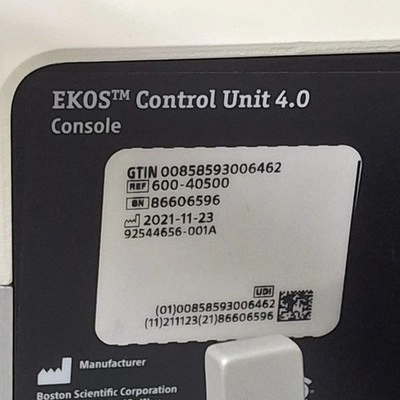 EKOS™ Control Unit 4.0
Console
GTIN 00858593006462
REF 600-40500
SN 86606596
2021-11-23
92544656-001A
UDI
(01)00858593006462
(11)211123(21)86606596
Manufacturer
Boston Scientific Corporation